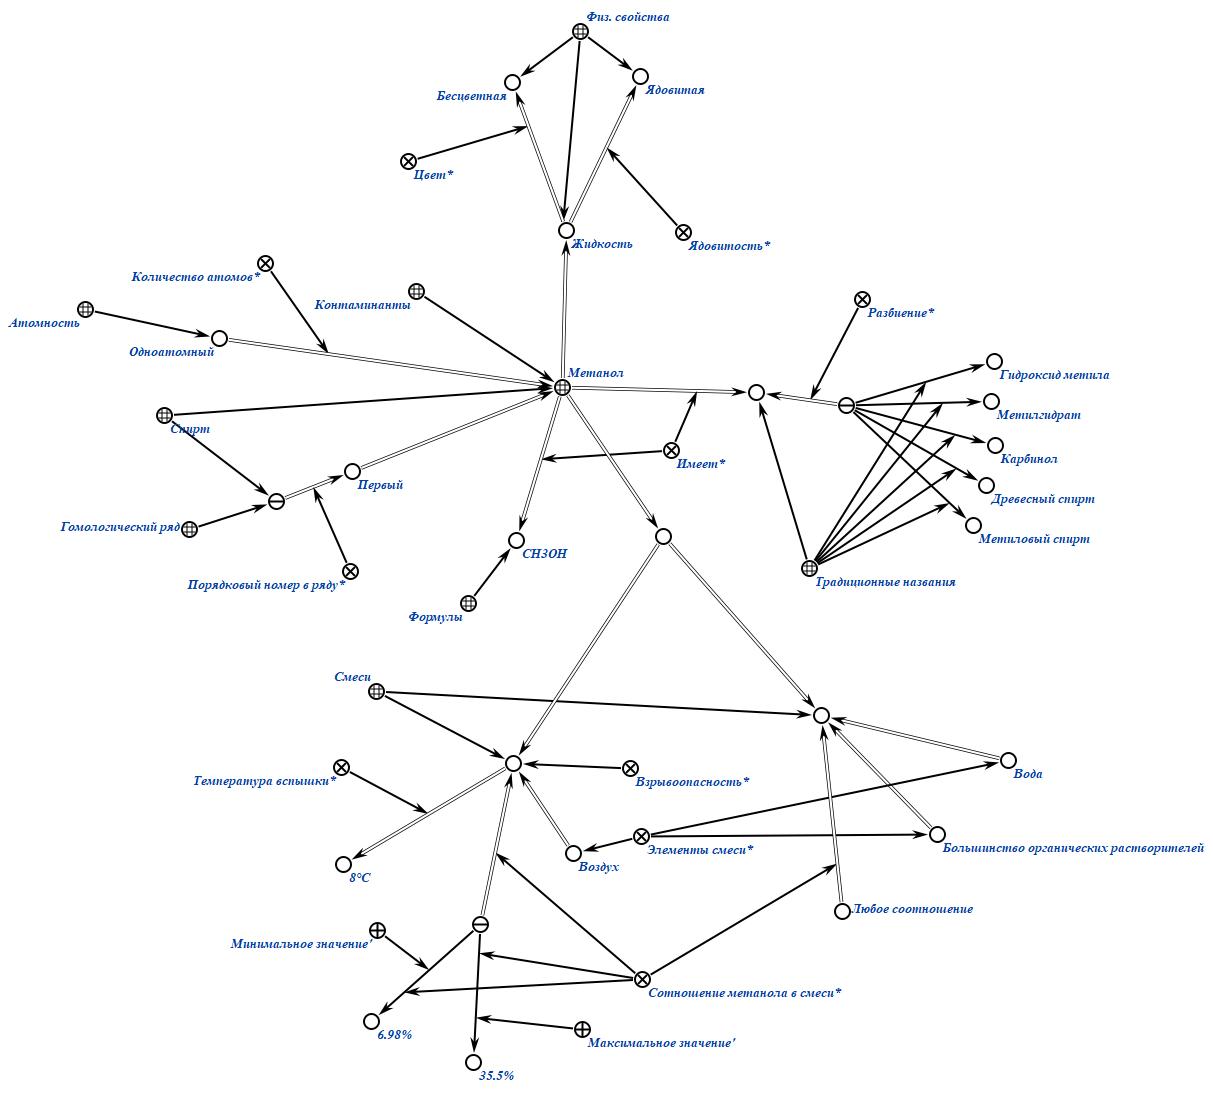 Физ. свойства
Бесцветная
Ядовитая
Цвет*
Жидкость
Ядовитость*
Количество атомов*
Контаминанты
Разбиение*
Атомность
Одноатомный
Метанол
Гидроксид метила
Метилгидрат
Спирт
Карбинол
Имеет*
Первый
Древесный спирт
Гомологический ряд
Метиловый спирт
СН3ОН
Порядковый номер в ряду*
Традиционные названия
Формулы
Смеси
Температура вспышки*
Взрывоопасность*
Вода
Элементы смеси*
Большинство органических растворителей
Воздух
8°С
Любое соотношение
Минимальное значение'
Сотношение метанола в смеси*
6.98%
Максимальное значение'
35.5%